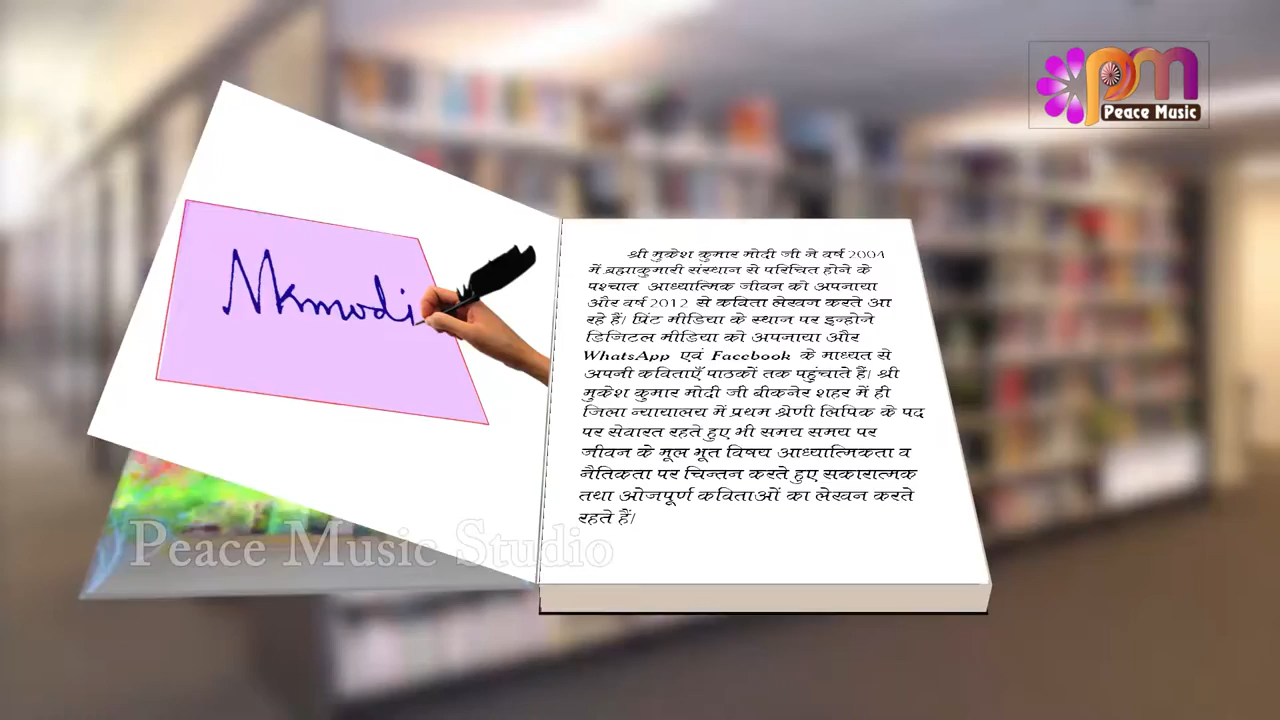 pm
Peace Music
Mkmodi
श्री मुकेश कुमार मोदी जी ने वर्ष 2004
में ब्रह्माकुमारी संस्थान से परिचित होने के
पश्चात आध्यात्मिक जीवन को अपनाया
और वर्ष 2012 से कविता लेखन करते आ
रहे हैं। प्रिंट मीडिया के स्थान पर इन्होने
डिजिटल मीडिया को अपनाया और
WhatsApp एवं Facebook के माध्यत से
अपनी कविताएँ पाठकों तक पहुंचाते हैं। श्री
मुकेश कुमार मोदी जी बीकनेर शहर में ही
जिला न्यायालय में प्रथम श्रेणी लिपिक के पद
पर सेवारत रहते हुए भी समय समय पर
जीवन के मूल भूत विषय आध्यात्मिकता व
नैतिकता पर चिन्तन करते हुए सकारात्मक
तथा ओजपूर्ण कविताओं का लेखन करते
रहते हैं।
Peace Music Studio